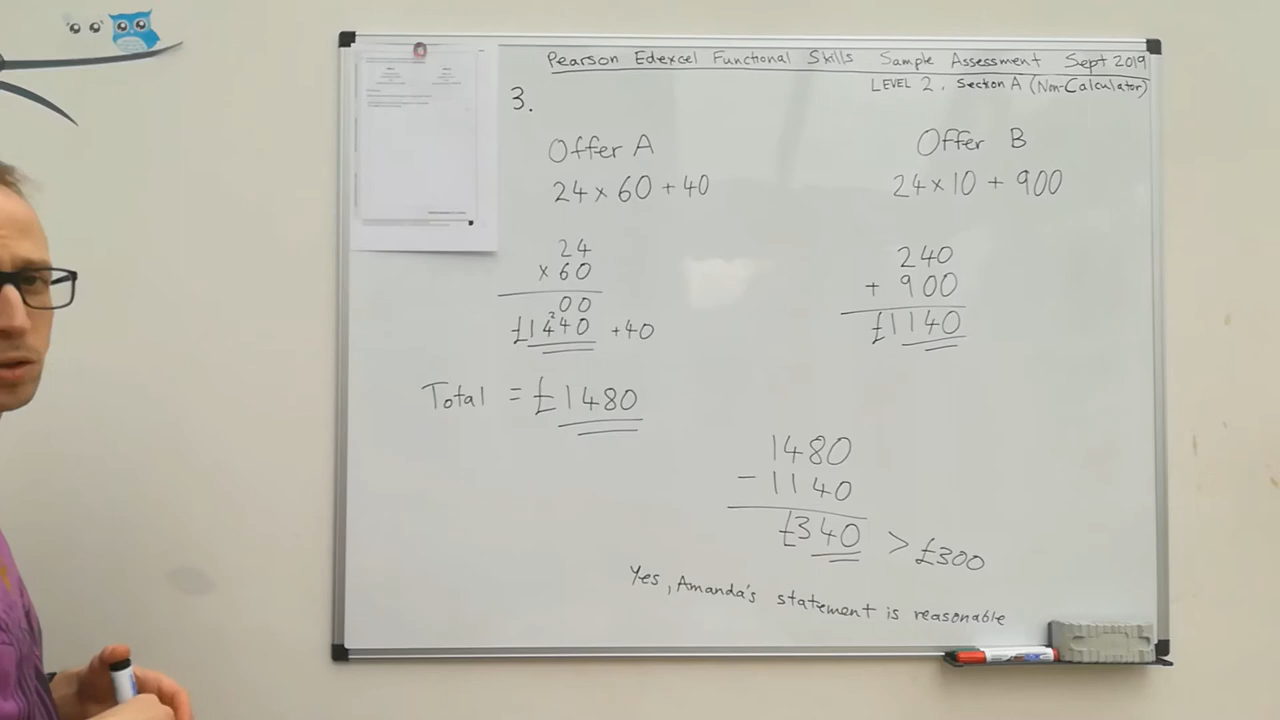 Pearson Edexcel Functional Skills Sample Assessment Sept 2019
LEVEL 2, Section A (Non-Calculator)
3.
Offer A
24 × 60 + 40
24
× 60
00
£1440 +40
2
Total = £1480
Offer B
24 × 10 + 900
240
+ 900
£1140
1480
- 1140
£340 > £300
Yes, Amanda's statement is reasonable